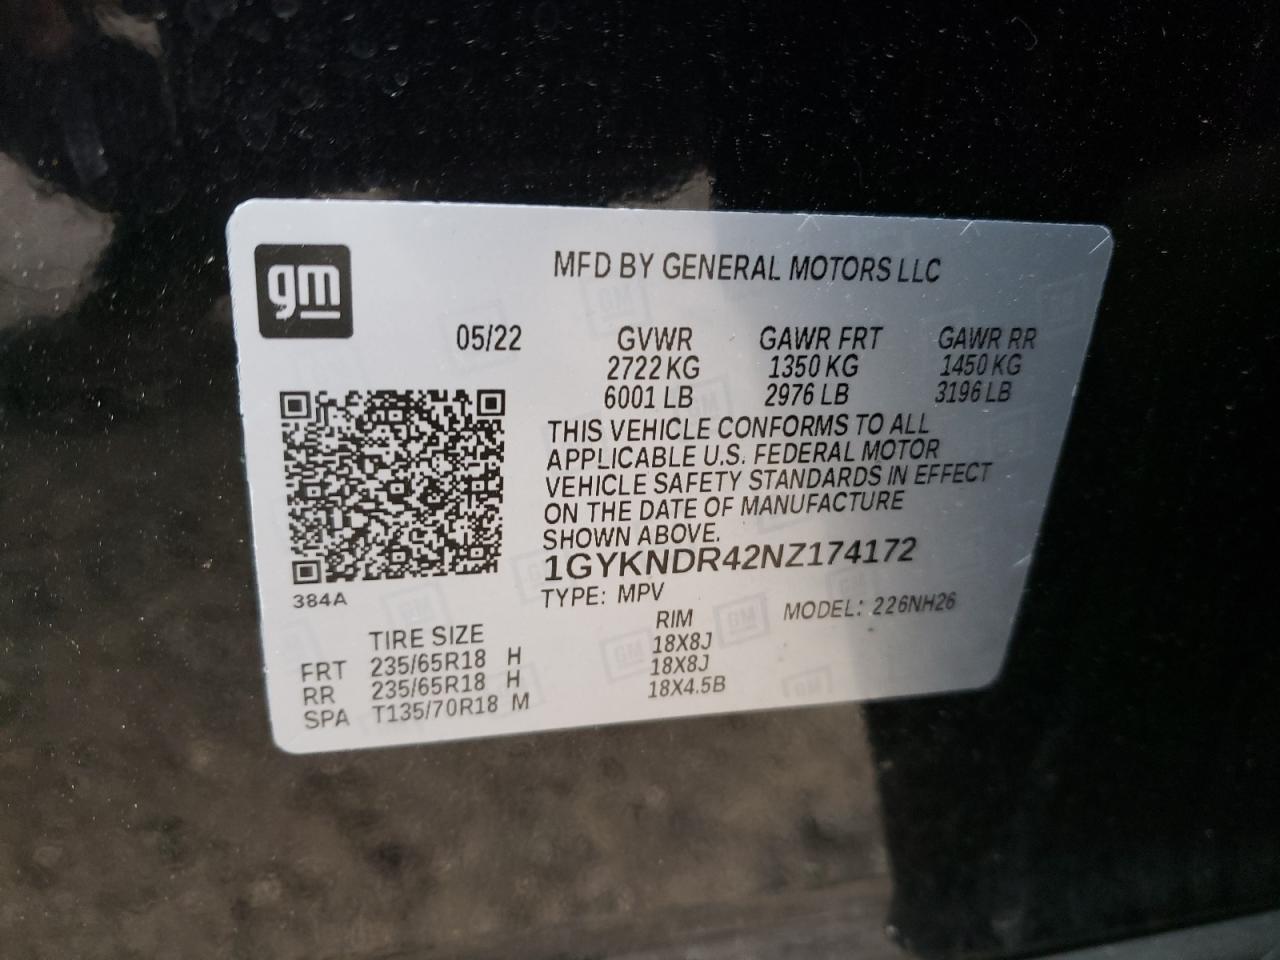 gm
MFD BY GENERAL MOTORS LLC
05/22 GVWR GAWR FRT GAWR RR
2722 KG 1350 KG 1450 KG
6001 LB 2976 LB 3196 LB
THIS VEHICLE CONFORMS TO ALL
APPLICABLE U.S. FEDERAL MOTOR
VEHICLE SAFETY STANDARDS IN EFFECT
ON THE DATE OF MANUFACTURE
SHOWN ABOVE.
1GYKNDR42NZ174172
TYPE: MPV MODEL: 226NH26
384A
TIRE SIZE RIM
FRT 235/65R18 H 18X8J
RR 235/65R18 H 18X8J
SPA T135/70R18 M 18X4.5B